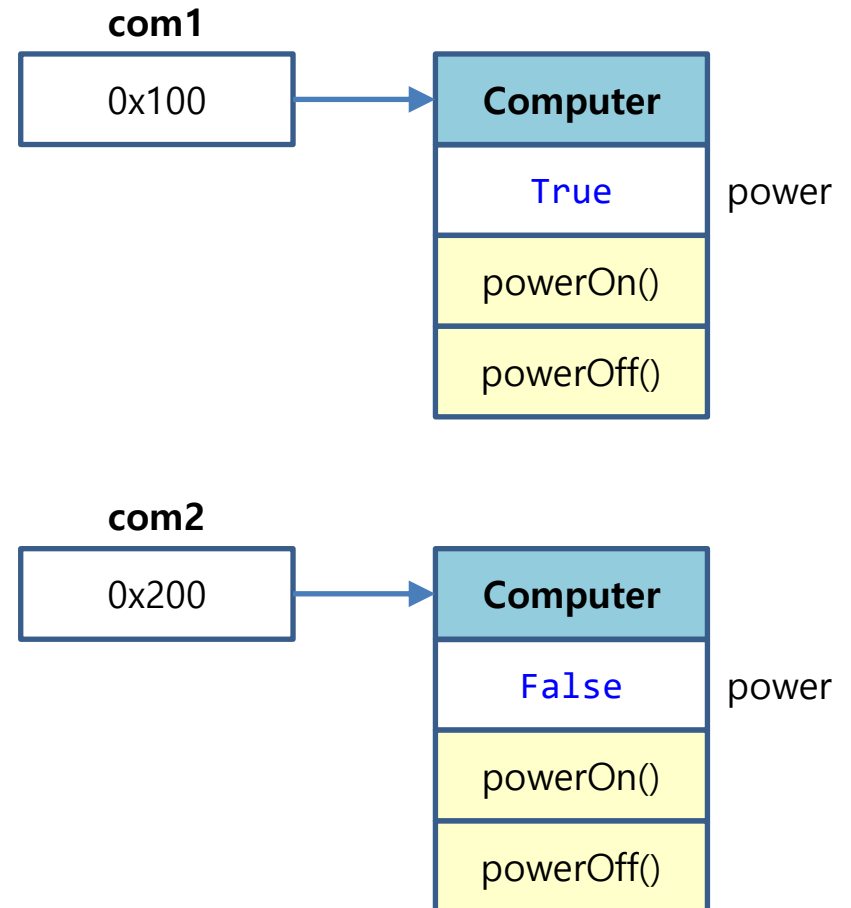 com1
0x100
Computer
True
power
powerOn()
powerOff()
com2
0x200
Computer
False
power
powerOn()
powerOff()